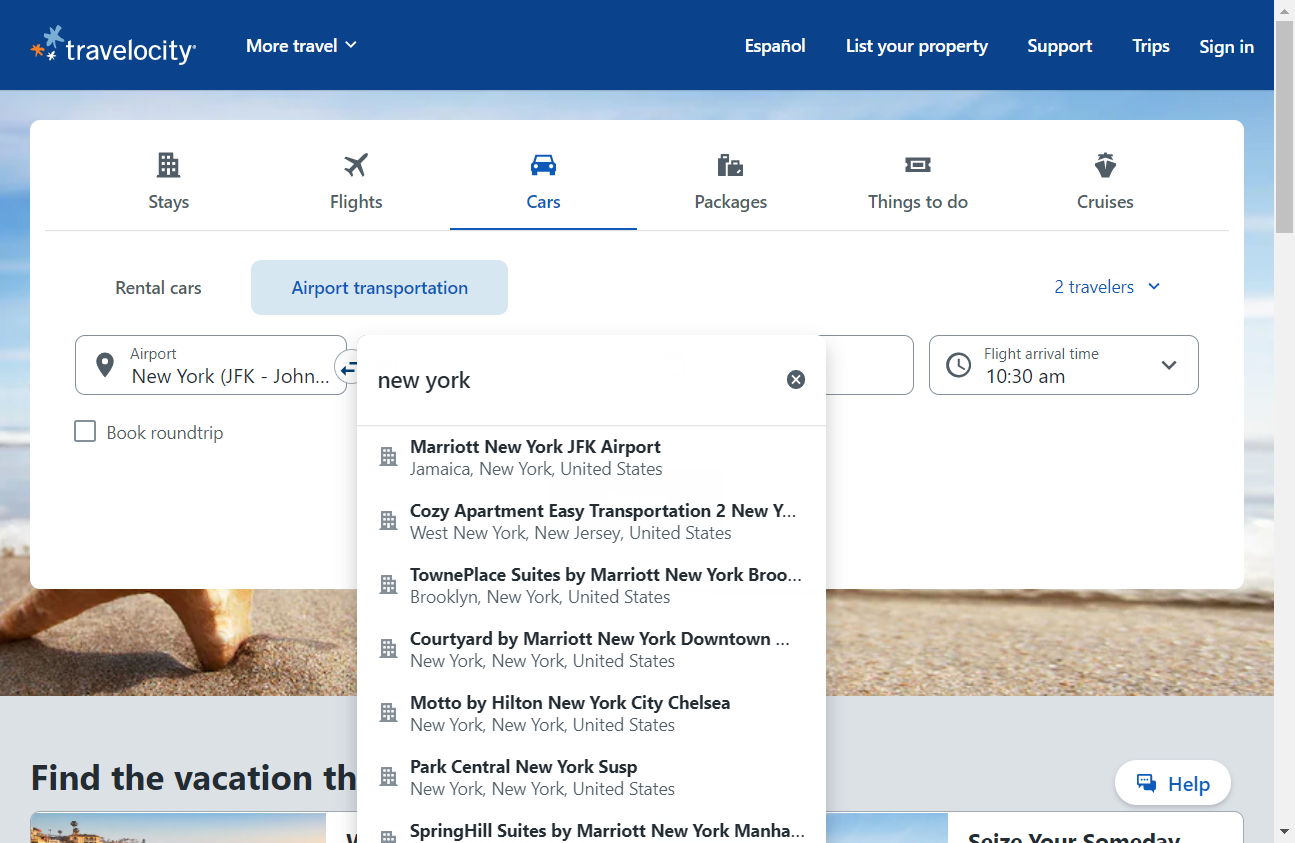 travelocity
More travel
Español
List your property
Support
Trips
Sign in
Stays
Flights
Cars
Packages
Things to do
Cruises
Rental cars
Airport transportation
2 travelers
Airport
New York (JFK - John...
new york
Flight arrival time
10:30 am
Book roundtrip
Marriott New York JFK Airport
Jamaica, New York, United States
Cozy Apartment Easy Transportation 2 New Y...
West New York, New Jersey, United States
TownePlace Suites by Marriott New York Broo...
Brooklyn, New York, United States
Courtyard by Marriott New York Downtown ...
New York, New York, United States
Motto by Hilton New York City Chelsea
New York, New York, United States
Park Central New York Susp
New York, New York, United States
SpringHill Suites by Marriott New York Manha...
Find the vacation th
Help
Seize Your Someday